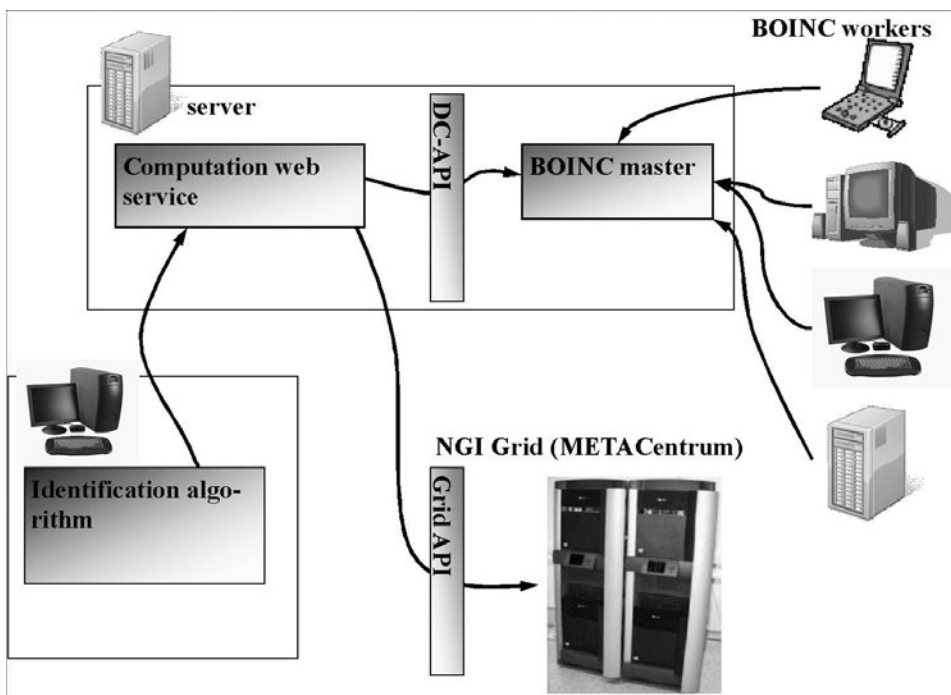 BOINC workers
server
DC-API
Computation web
service
BOINC master
NGI Grid (METACentrum)
Identification algo-
rithm
Grid API